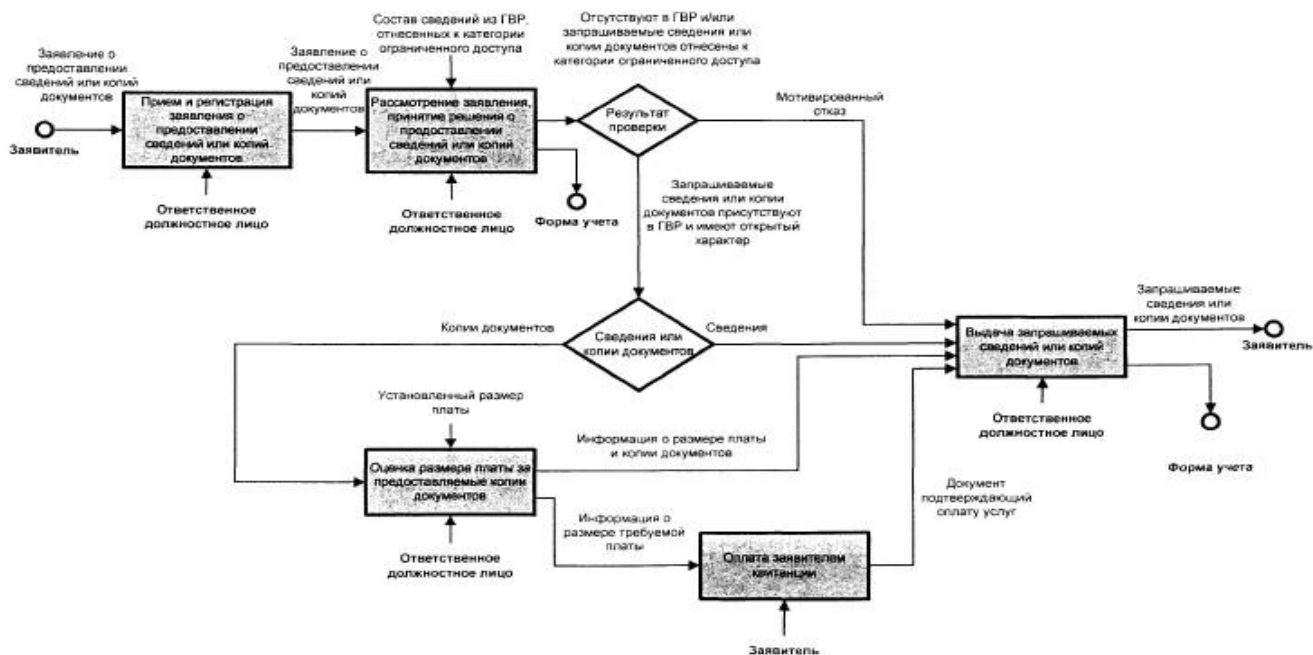 Заявление о
предоставлении
сведений или копий
документов
Заявитель
Прием и регистрация
заявления о
предоставлении
сведений или копий
документов
Ответственное
должностное лицо
Заявление о
предоставлении
сведений или
копий
документов
Состав сведений из ГВР,
отнесенных к категории
ограниченного доступа
Рассмотрение заявления,
принятие решения о
предоставлении
сведений или копий
документов
Ответственное
должностное лицо
Форма учета
Отсутствуют в ГВР и/или
запрашиваемые сведения или
копии документов отнесены к
категории ограниченного доступа
Результат
проверки
Мотивированный
отказ
Запрашиваемые
сведения или копии
документов присутствуют
в ГВР и имеют открытый
характер
Копии документов
Сведения или
копии документов
Сведения
Выдача запрашиваемых
сведений или копий
документов
Ответственное
должностное лицо
Запрашиваемые
сведения или
копии документов
Заявитель
Форма учета
Установленный размер
платы
Оценка размера платы за
предоставляемые копии
документов
Ответственное
должностное лицо
Информация о размере платы
и копии документов
Информация о
размере требуемой
платы
Оплата заявителем
квитанции
Заявитель
Документ
подтверждающий
оплату услуг